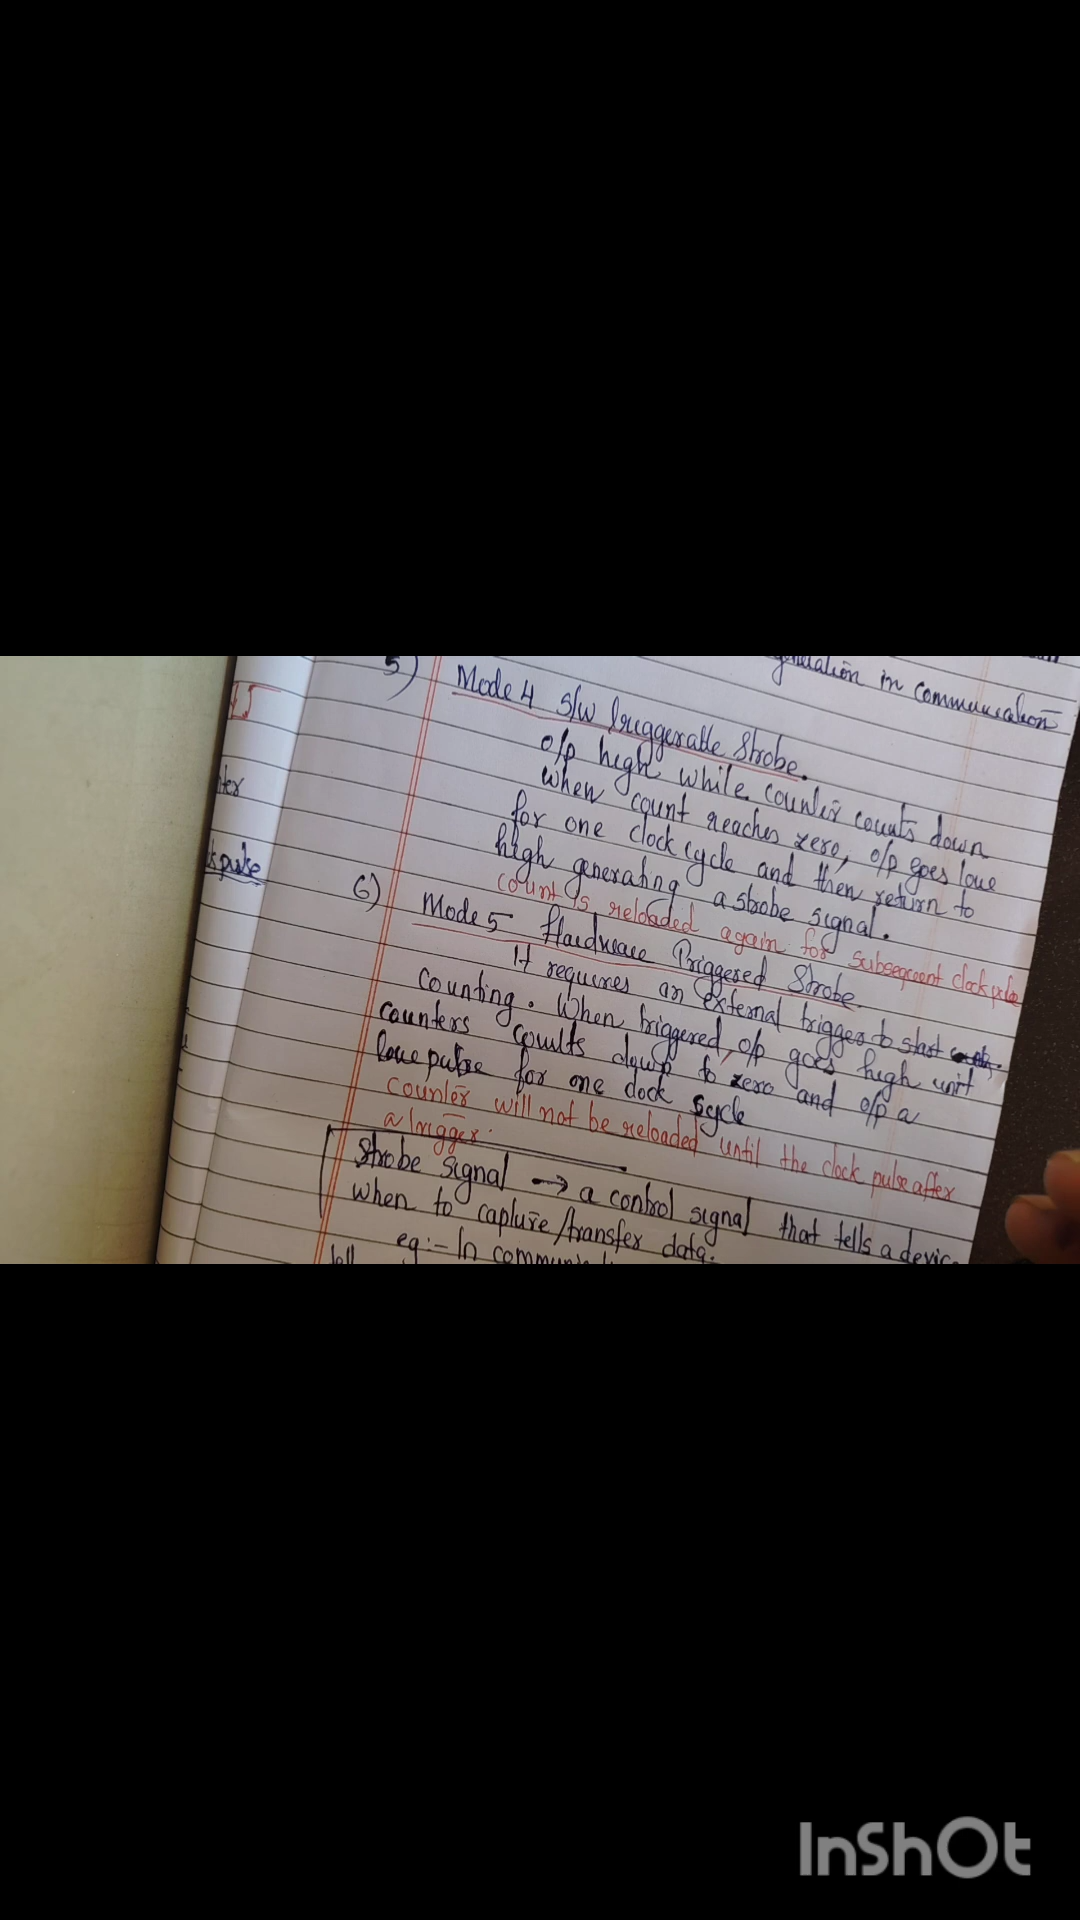 generation in communication
5) Mode 4 S/W Triggerable Strobe.
o/p high while counter counts down
when count reaches zero, o/p goes low
for one clock cycle and then return to
high generating a strobe signal.
count is reloaded again for subsequent clock pulse
6) Mode 5 Hardware Triggered Strobe
It requires an external trigger to start
counting. When triggered, o/p goes high unit
counters counts down to zero and o/p a
low pulse for one clock sycle
counter will not be reloaded until the clock pulse after
a trigger.
Strobe signal → a control signal that tells a device
when to capture/transfer data.
eg:- In
ter
pulse
InShOt